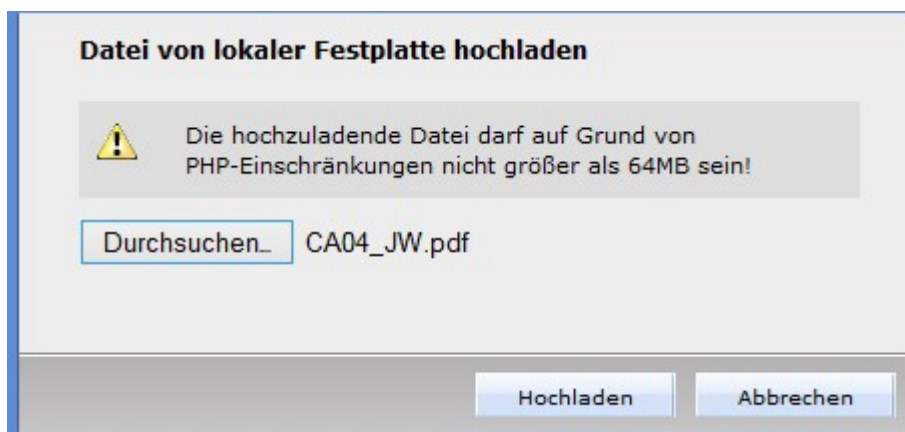 Datei von lokaler Festplatte hochladen
Die hochzuladende Datei darf auf Grund von
PHP-Einschränkungen nicht größer als 64MB sein!
Durchsuchen… CA04_JW.pdf
Hochladen Abbrechen